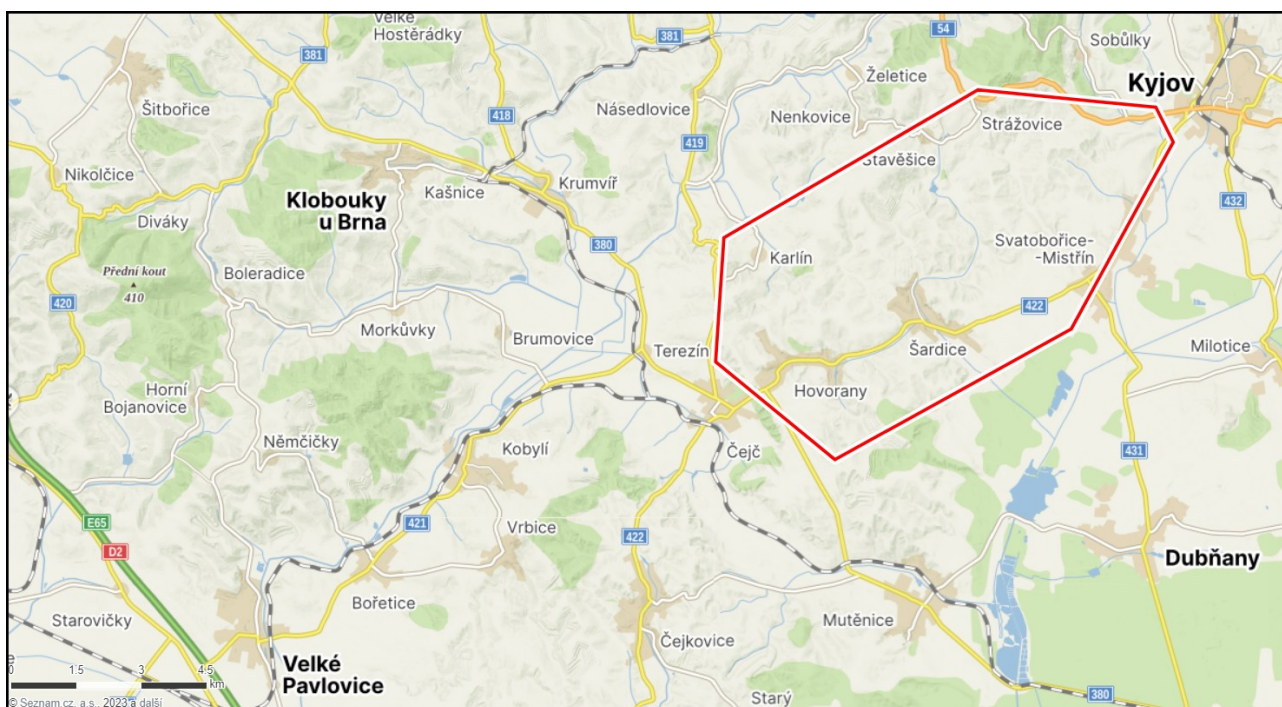 Velké
Hostěrádky
381
54
Sobůlky
381
Šitbořice
418
Násedlovice
Želetice
Kyjov
Nenkovice
Strážovice
419
Stavěšice
Nikolčice
Kašnice
Krumvíř
Klobouky
u Brna
432
Diváky
380
Svatobořice-
-Mistřín
Přední kout
410
Boleradice
Karlín
420
422
Morkůvky
Brumovice
Terezín
Šardice
Milotice
Horní
Bojanovice
Hovorany
Němčičky
Kobylí
Čejč
431
E65
D2
421
Vrbice
422
Dubňany
Bořetice
Starovičky
Mutěnice
Čejkovice
Velké
Pavlovice
0 1.5 3 4.5
km
380
Starý
© Seznam.cz, a.s., 2023 a další